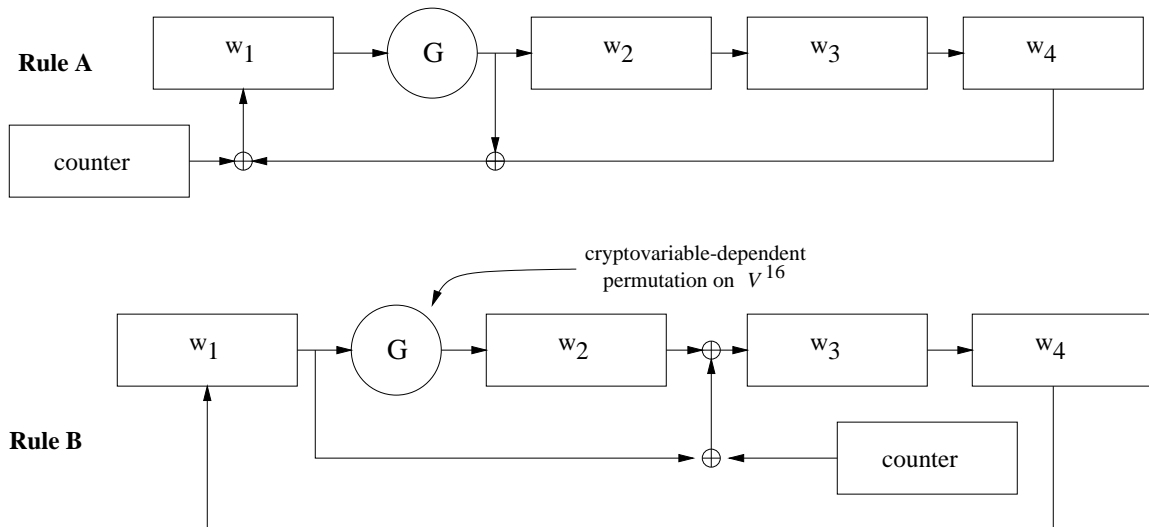 w1
G
w2
w3
w4
Rule A
counter
cryptovariable-dependent
permutation on V16
w1
G
w2
w3
w4
Rule B
counter